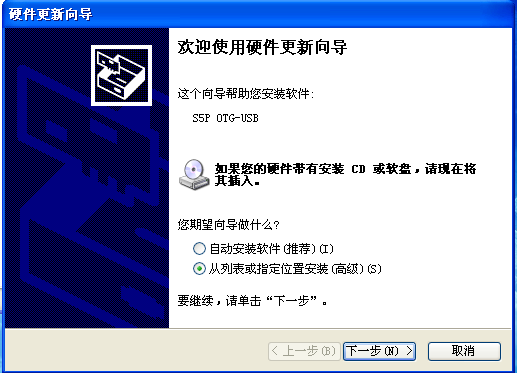 硬件更新向导
欢迎使用硬件更新向导
这个向导帮助您安装软件:
S5P OTG-USB
如果您的硬件带有安装 CD 或软盘,请现在将
其插入。
您期望向导做什么?
自动安装软件(推荐)(I)
从列表或指定位置安装(高级)(S)
要继续,请单击“下一步”。
< 上一步(B)
下一步(N) >
取消